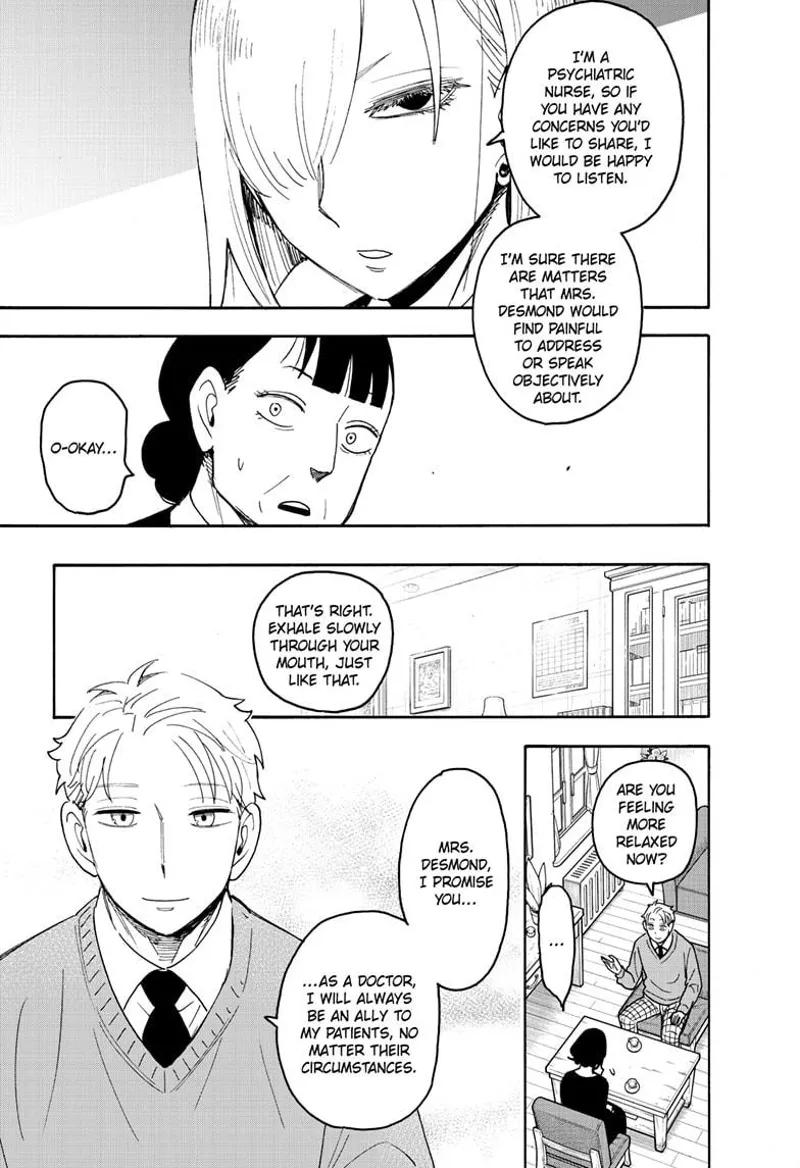 I'M A
PSYCHIATRIC
NURSE, SO IF
YOU HAVE ANY
CONCERNS YOU'D
LIKE TO SHARE, I
WOULD BE HAPPY
TO LISTEN.
I'M SURE THERE
ARE MATTERS
THAT MRS.
DESMOND WOULD
FIND PAINFUL
TO ADDRESS
OR SPEAK
OBJECTIVELY
ABOUT.
O-OKAY...
THAT'S RIGHT.
EXHALE SLOWLY
THROUGH YOUR
MOUTH, JUST
LIKE THAT.
ARE YOU
FEELING
MORE
RELAXED
NOW?
...
MRS.
DESMOND,
I PROMISE
YOU...
...AS A DOCTOR,
I WILL ALWAYS
BE AN ALLY TO
MY PATIENTS, NO
MATTER THEIR
CIRCUMSTANCES.